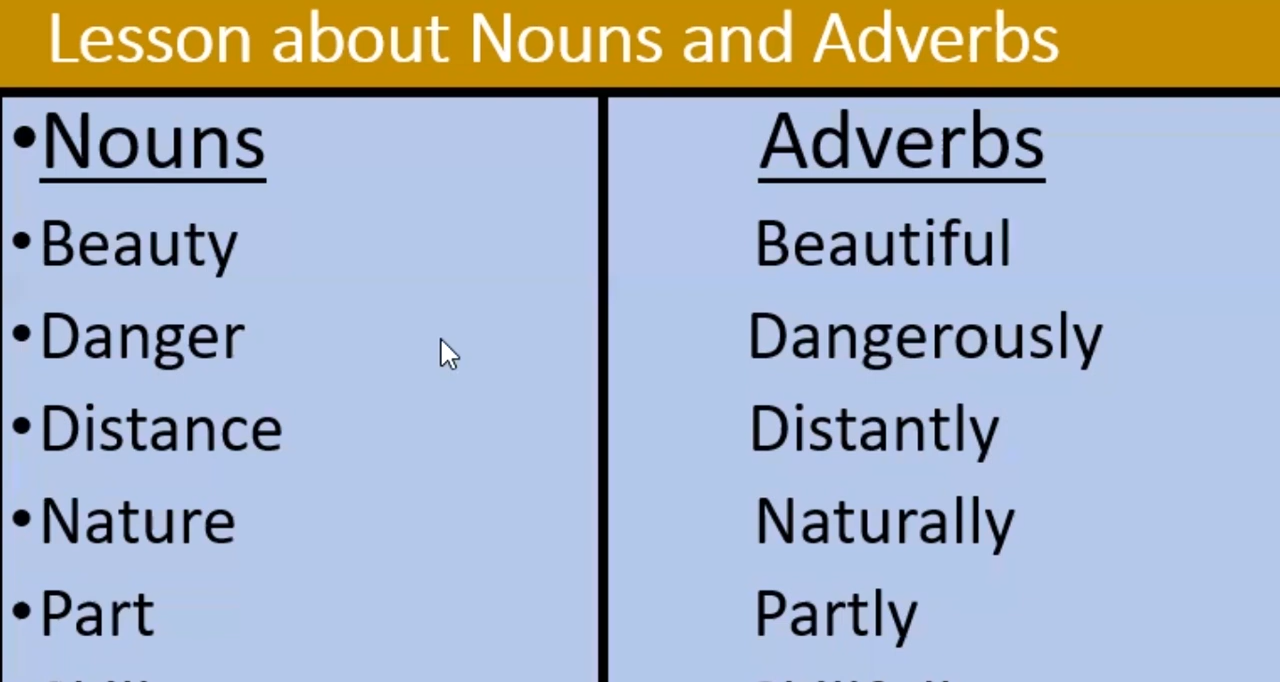 Lesson about Nouns and Adverbs
•Nouns Adverbs
•Beauty Beautiful
•Danger Dangerously
•Distance Distantly
•Nature Naturally
•Part Partly